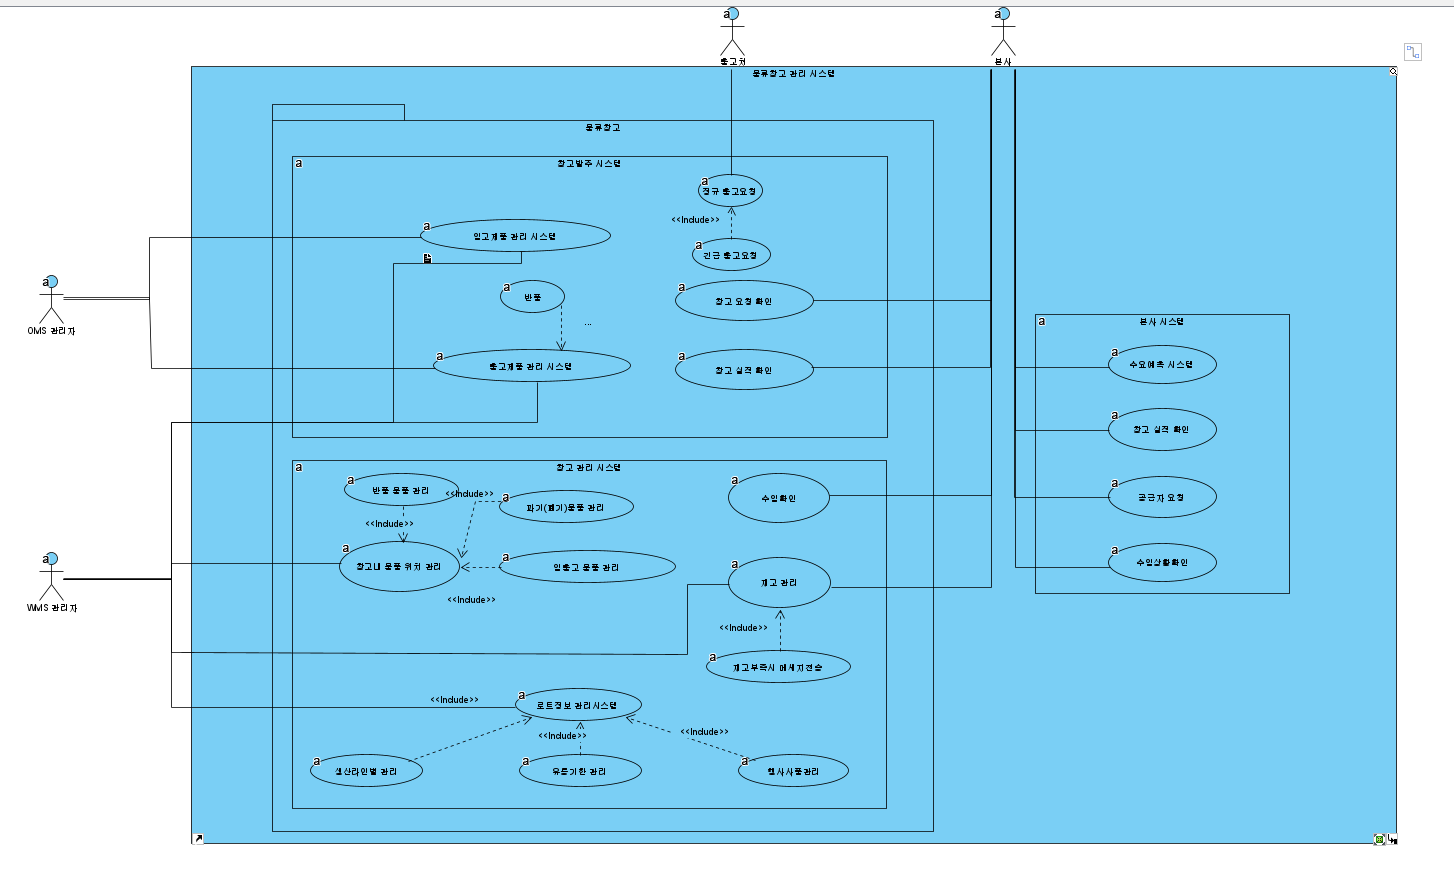 출고처
본사
물류창고 관리 시스템
물류창고
창고발주 시스템
정규 출고요청
<<Include>>
긴급 출고요청
입고제품 관리 시스템
반품
...
창고 요청 확인
출고제품 관리 시스템
창고 실적 확인
OMS 관리자
본사 시스템
수요예측 시스템
창고 실적 확인
공급자 요청
수입상황확인
창고 관리 시스템
반품 물품 관리
<<Include>>
파기(폐기)물품 관리
<<Include>>
수입확인
창고내 물품 위치 관리
입출고 물품 관리
<<Include>>
재고 관리
<<Include>>
재고부족시 메세지전송
WMS 관리자
<<Include>>
로트정보 관리시스템
<<Include>>
<<Include>>
생산라인별 관리
유통기한 관리
행사상품관리